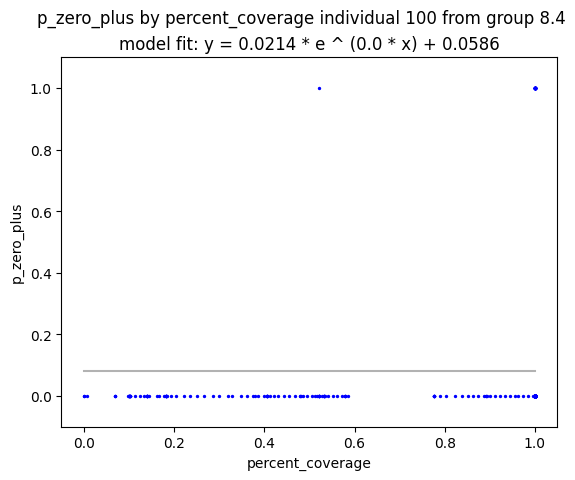 p_zero_plus by percent_coverage individual 100 from group 8.4
model fit: y = 0.0214 * e ^ (0.0 * x) + 0.0586
1.0
0.8
0.6
0.4
0.2
0.0
p_zero_plus
0.0 0.2 0.4 0.6 0.8 1.0
percent_coverage